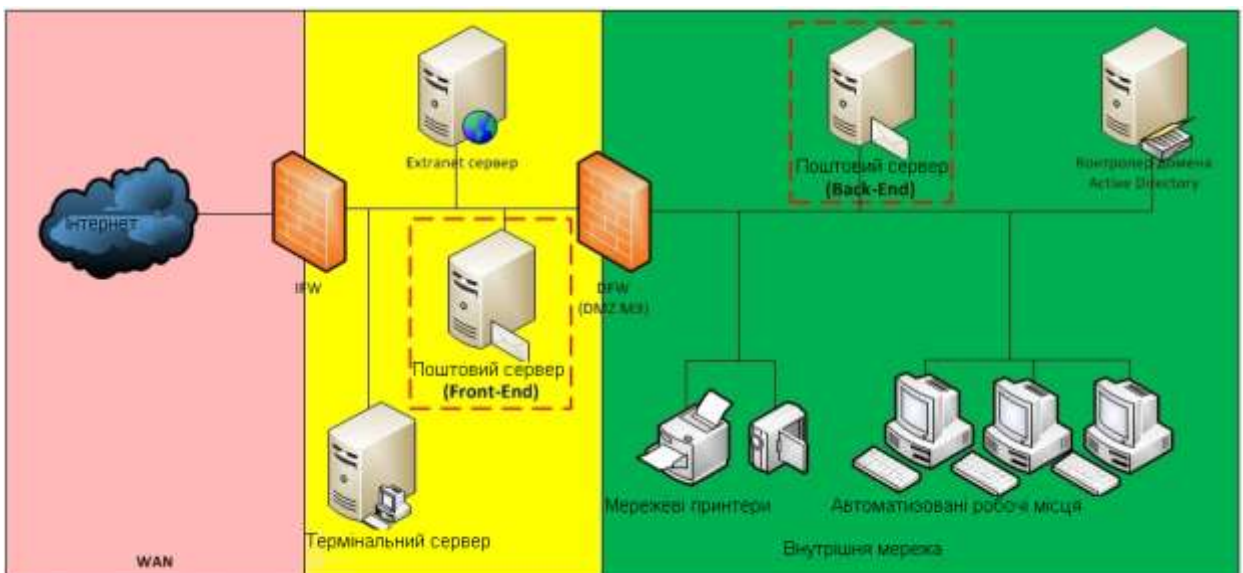 Extranet сервер
Поштовий сервер
(Back-End)
Контролер домена
Active Directory
Інтернет
IFW
DFW
(DMZ МЭ)
Поштовий сервер
(Front-End)
Мережеві принтери
Автоматизовані робочі місця
Термінальний сервер
Внутрішня мережа
WAN